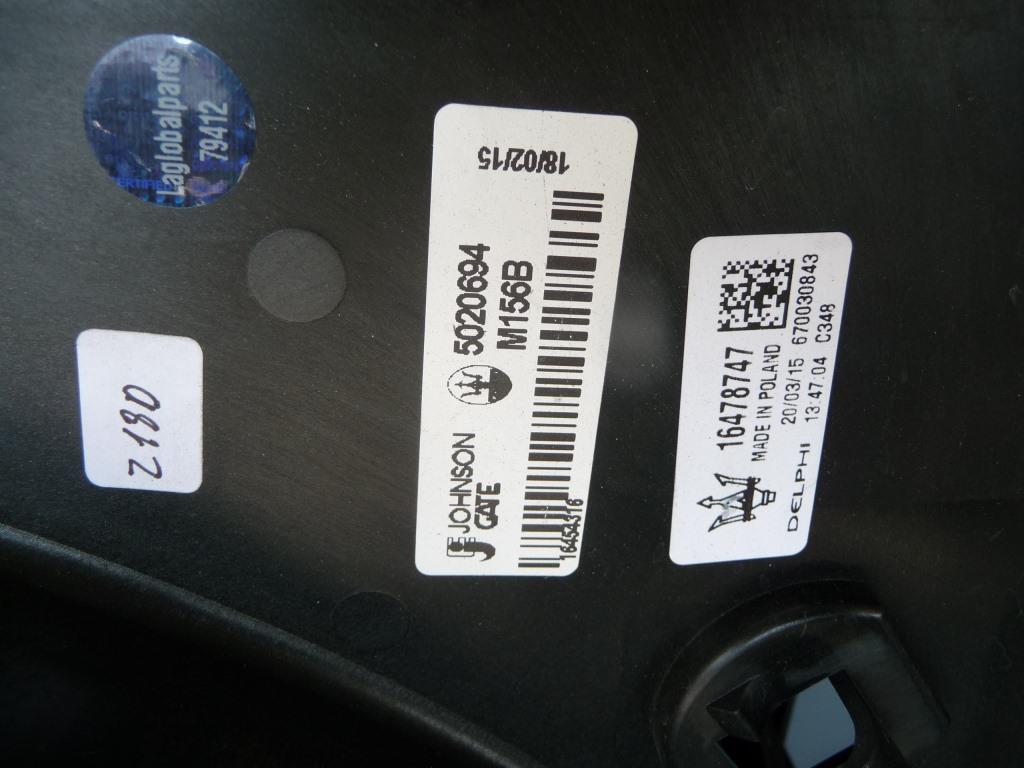 Laglobalparts
79412
2180
JOHNSON
GATE
5020694
M156B
18/02/15
16454316
16478747
MADE IN POLAND
DELPHI
20/03/15 670030843
13:47:04 C348